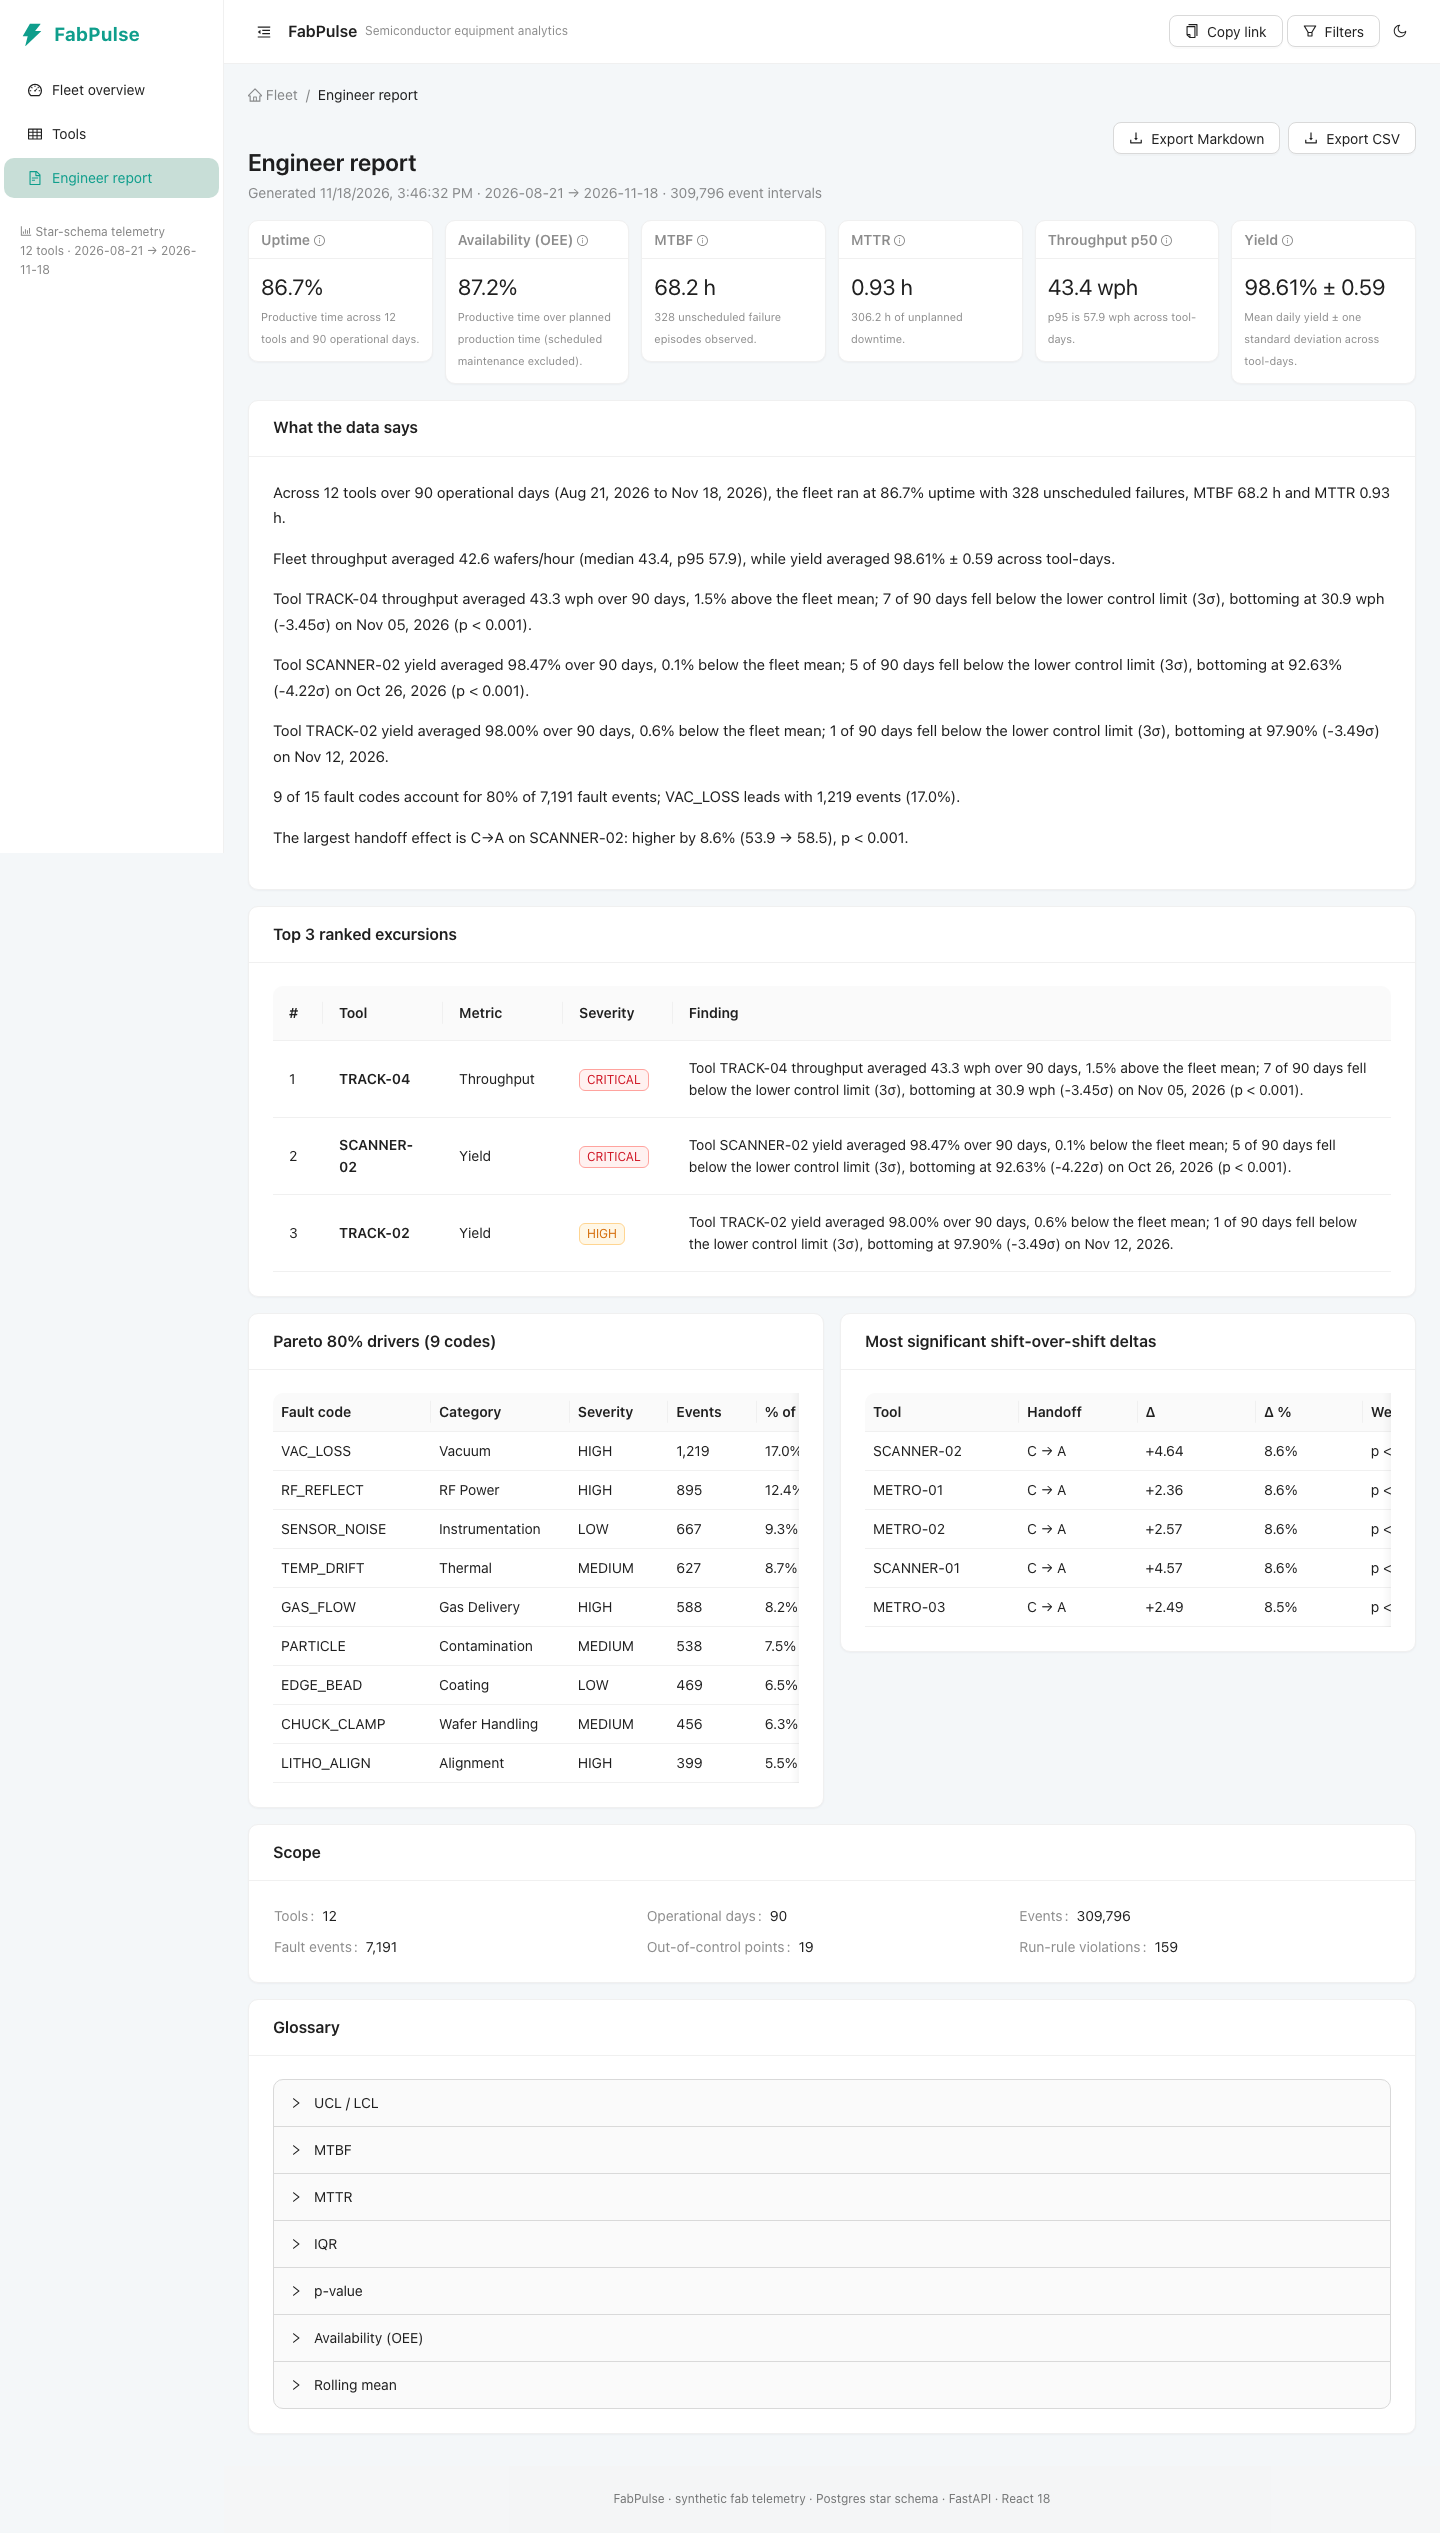 FabPulse
Fleet overview
Tools
Engineer report
Star-schema telemetry
12 tools · 2026-08-21 → 2026-
11-18
FabPulse Semiconductor equipment analytics
Copy link
Filters
Fleet / Engineer report
Export Markdown
Export CSV
Engineer report
Generated 11/18/2026, 3:46:32 PM · 2026-08-21 → 2026-11-18 · 309,796 event intervals
Uptime
86.7%
Productive time across 12
tools and 90 operational days.
Availability (OEE)
87.2%
Productive time over planned
production time (scheduled
maintenance excluded).
MTBF
68.2 h
328 unscheduled failure
episodes observed.
MTTR
0.93 h
306.2 h of unplanned
downtime.
Throughput p50
43.4 wph
p95 is 57.9 wph across tool-
days.
Yield
98.61% ± 0.59
Mean daily yield ± one
standard deviation across
tool-days.
What the data says
Across 12 tools over 90 operational days (Aug 21, 2026 to Nov 18, 2026), the fleet ran at 86.7% uptime with 328 unscheduled failures, MTBF 68.2 h and MTTR 0.93
h.
Fleet throughput averaged 42.6 wafers/hour (median 43.4, p95 57.9), while yield averaged 98.61% ± 0.59 across tool-days.
Tool TRACK-04 throughput averaged 43.3 wph over 90 days, 1.5% above the fleet mean; 7 of 90 days fell below the lower control limit (3σ), bottoming at 30.9 wph
(-3.45σ) on Nov 05, 2026 (p < 0.001).
Tool SCANNER-02 yield averaged 98.47% over 90 days, 0.1% below the fleet mean; 5 of 90 days fell below the lower control limit (3σ), bottoming at 92.63%
(-4.22σ) on Oct 26, 2026 (p < 0.001).
Tool TRACK-02 yield averaged 98.00% over 90 days, 0.6% below the fleet mean; 1 of 90 days fell below the lower control limit (3σ), bottoming at 97.90% (-3.49σ)
on Nov 12, 2026.
9 of 15 fault codes account for 80% of 7,191 fault events; VAC_LOSS leads with 1,219 events (17.0%).
The largest handoff effect is C→A on SCANNER-02: higher by 8.6% (53.9 → 58.5), p < 0.001.
Top 3 ranked excursions
# Tool Metric Severity Finding
1 TRACK-04 Throughput CRITICAL Tool TRACK-04 throughput averaged 43.3 wph over 90 days, 1.5% above the fleet mean; 7 of 90 days fell
below the lower control limit (3σ), bottoming at 30.9 wph (-3.45σ) on Nov 05, 2026 (p < 0.001).
2 SCANNER-02 Yield CRITICAL Tool SCANNER-02 yield averaged 98.47% over 90 days, 0.1% below the fleet mean; 5 of 90 days fell
below the lower control limit (3σ), bottoming at 92.63% (-4.22σ) on Oct 26, 2026 (p < 0.001).
3 TRACK-02 Yield HIGH Tool TRACK-02 yield averaged 98.00% over 90 days, 0.6% below the fleet mean; 1 of 90 days fell below
the lower control limit (3σ), bottoming at 97.90% (-3.49σ) on Nov 12, 2026.
Pareto 80% drivers (9 codes)
Fault code Category Severity Events % of
VAC_LOSS Vacuum HIGH 1,219 17.0%
RF_REFLECT RF Power HIGH 895 12.4%
SENSOR_NOISE Instrumentation LOW 667 9.3%
TEMP_DRIFT Thermal MEDIUM 627 8.7%
GAS_FLOW Gas Delivery HIGH 588 8.2%
PARTICLE Contamination MEDIUM 538 7.5%
EDGE_BEAD Coating LOW 469 6.5%
CHUCK_CLAMP Wafer Handling MEDIUM 456 6.3%
LITHO_ALIGN Alignment HIGH 399 5.5%
Most significant shift-over-shift deltas
Tool Handoff Δ Δ % We
SCANNER-02 C → A +4.64 8.6% p <
METRO-01 C → A +2.36 8.6% p <
METRO-02 C → A +2.57 8.6% p <
SCANNER-01 C → A +4.57 8.6% p <
METRO-03 C → A +2.49 8.5% p <
Scope
Tools: 12 Operational days: 90 Events: 309,796
Fault events: 7,191 Out-of-control points: 19 Run-rule violations: 159
Glossary
UCL / LCL
MTBF
MTTR
IQR
p-value
Availability (OEE)
Rolling mean
FabPulse · synthetic fab telemetry · Postgres star schema · FastAPI · React 18